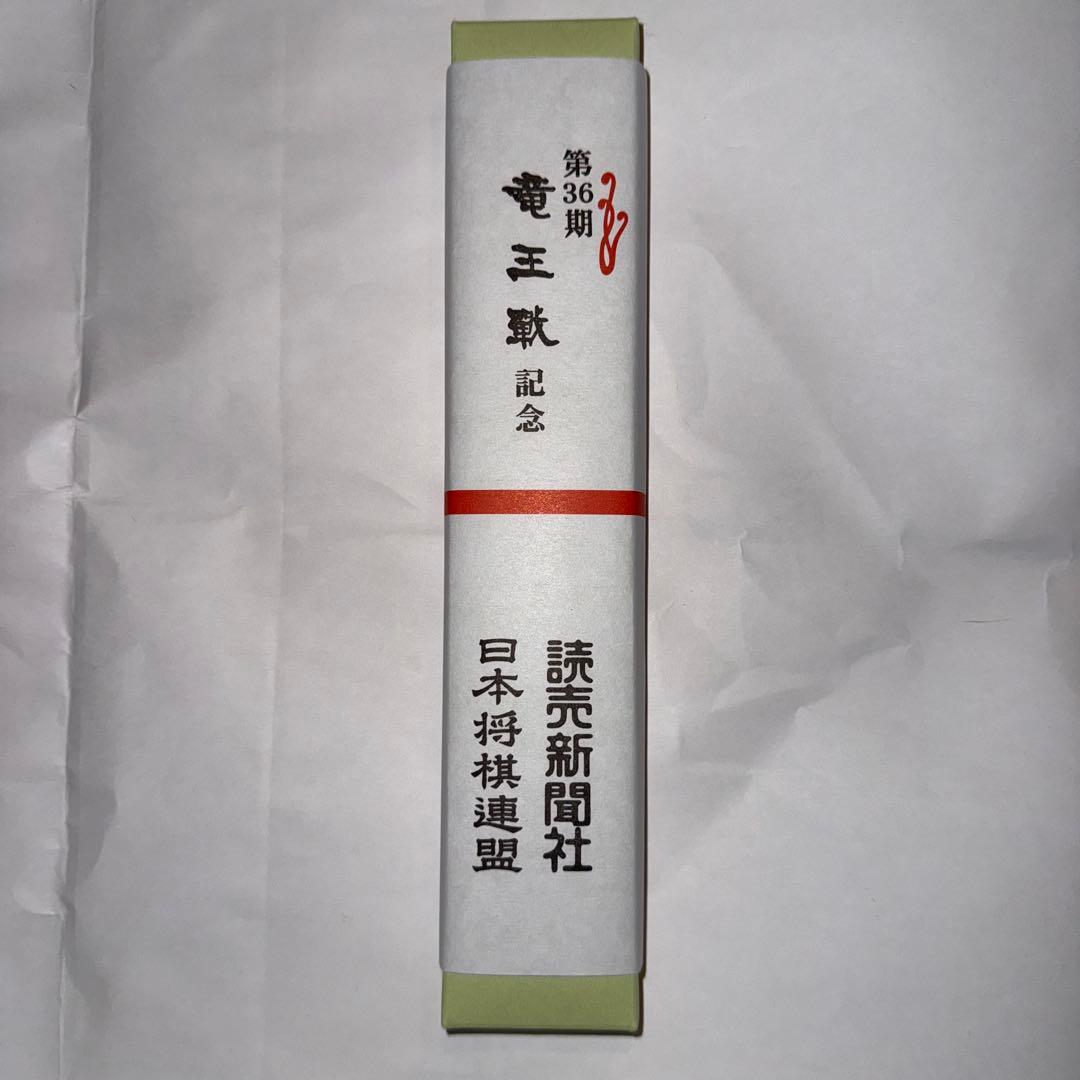 第36期
竜王戦 記念
読売新聞社
日本将棋連盟